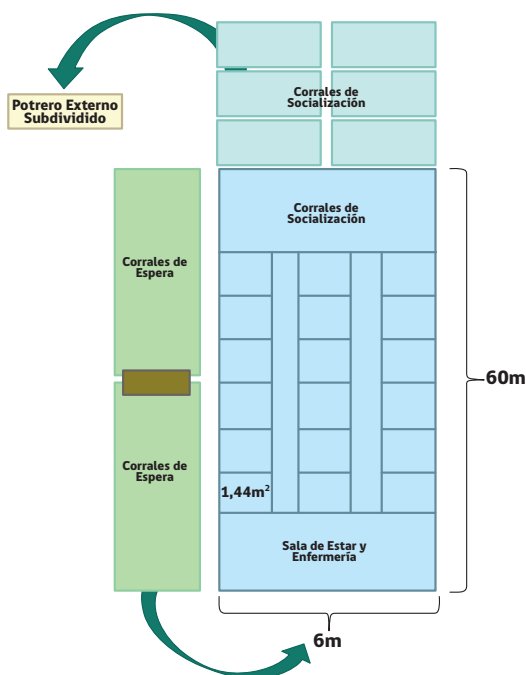 Potrero Externo
Subdividido
Corrales de
Socialización
Corrales de
Socialización
Corrales de
Espera
60m
Corrales de
Espera
1,44m²
Sala de Estar y
Enfermería
6m